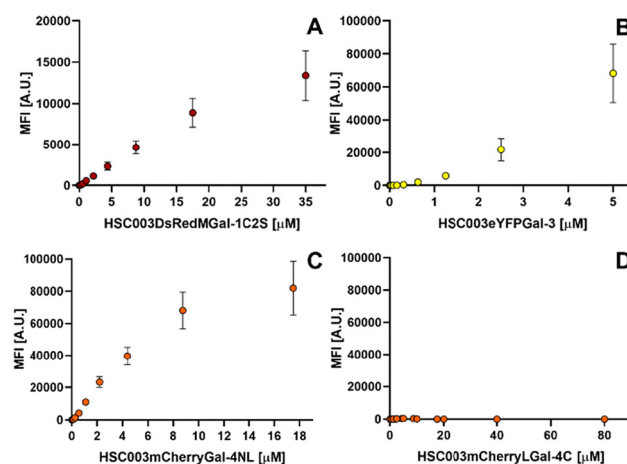 A
20000
15000
10000
5000
0
MFI [A.U.]
0 5 10 15 20 25 30 35
HSC003DsRedMGal-1C2S [µM]
B
100000
80000
60000
40000
20000
0
MFI [A.U.]
0 1 2 3 4 5
HSC003eYFPGal-3 [µM]
C
100000
80000
60000
40000
20000
0
MFI [A.U.]
0 2 4 6 8 10 12 14 16 18
HSC003mCherryGal-4NL [µM]
D
100000
80000
60000
40000
20000
0
MFI [A.U.]
0 20 40 60 80
HSC003mCherryLGal-4C [µM]